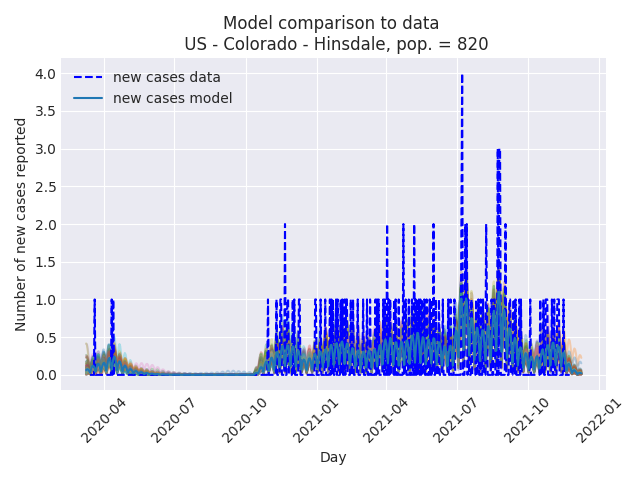 Model comparison to data
US - Colorado - Hinsdale, pop. = 820
new cases data
new cases model
Number of new cases reported
4.0
3.5
3.0
2.5
2.0
1.5
1.0
0.5
0.0
2020-04
2020-07
2020-10
2021-01
2021-04
2021-07
2021-10
2022-01
Day